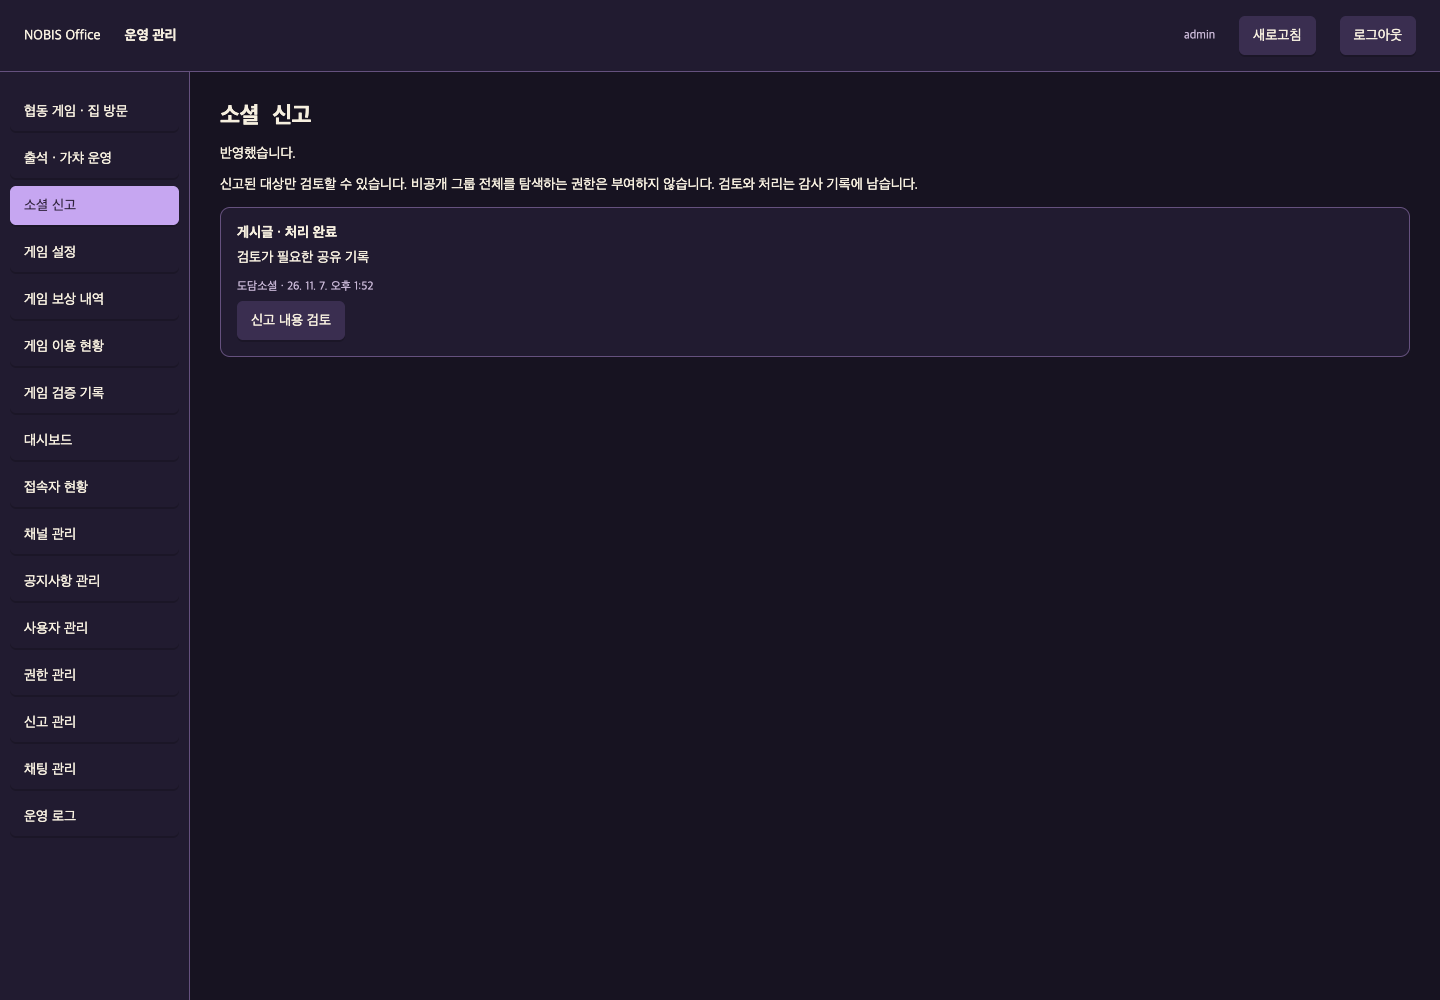 NOBIS Office
운영 관리
admin
새로고침
로그아웃
협동 게임 · 집 방문
출석 · 가챠 운영
소셜 신고
게임 설정
게임 보상 내역
게임 이용 현황
게임 검증 기록
대시보드
접속자 현황
채널 관리
공지사항 관리
사용자 관리
권한 관리
신고 관리
채팅 관리
운영 로그
소셜 신고
반영했습니다.
신고된 대상만 검토할 수 있습니다. 비공개 그룹 전체를 탐색하는 권한은 부여하지 않습니다. 검토와 처리는 감사 기록에 남습니다.
게시글 · 처리 완료
검토가 필요한 공유 기록
도담소셜 · 26. 11. 7. 오후 1:52
신고 내용 검토